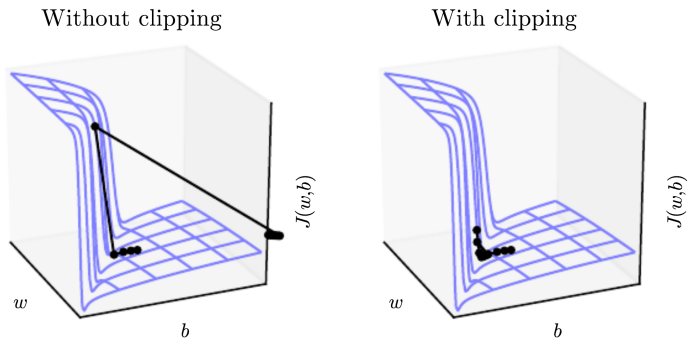 Without clipping
With clipping
J(w,b)
J(w,b)
w
w
b
b